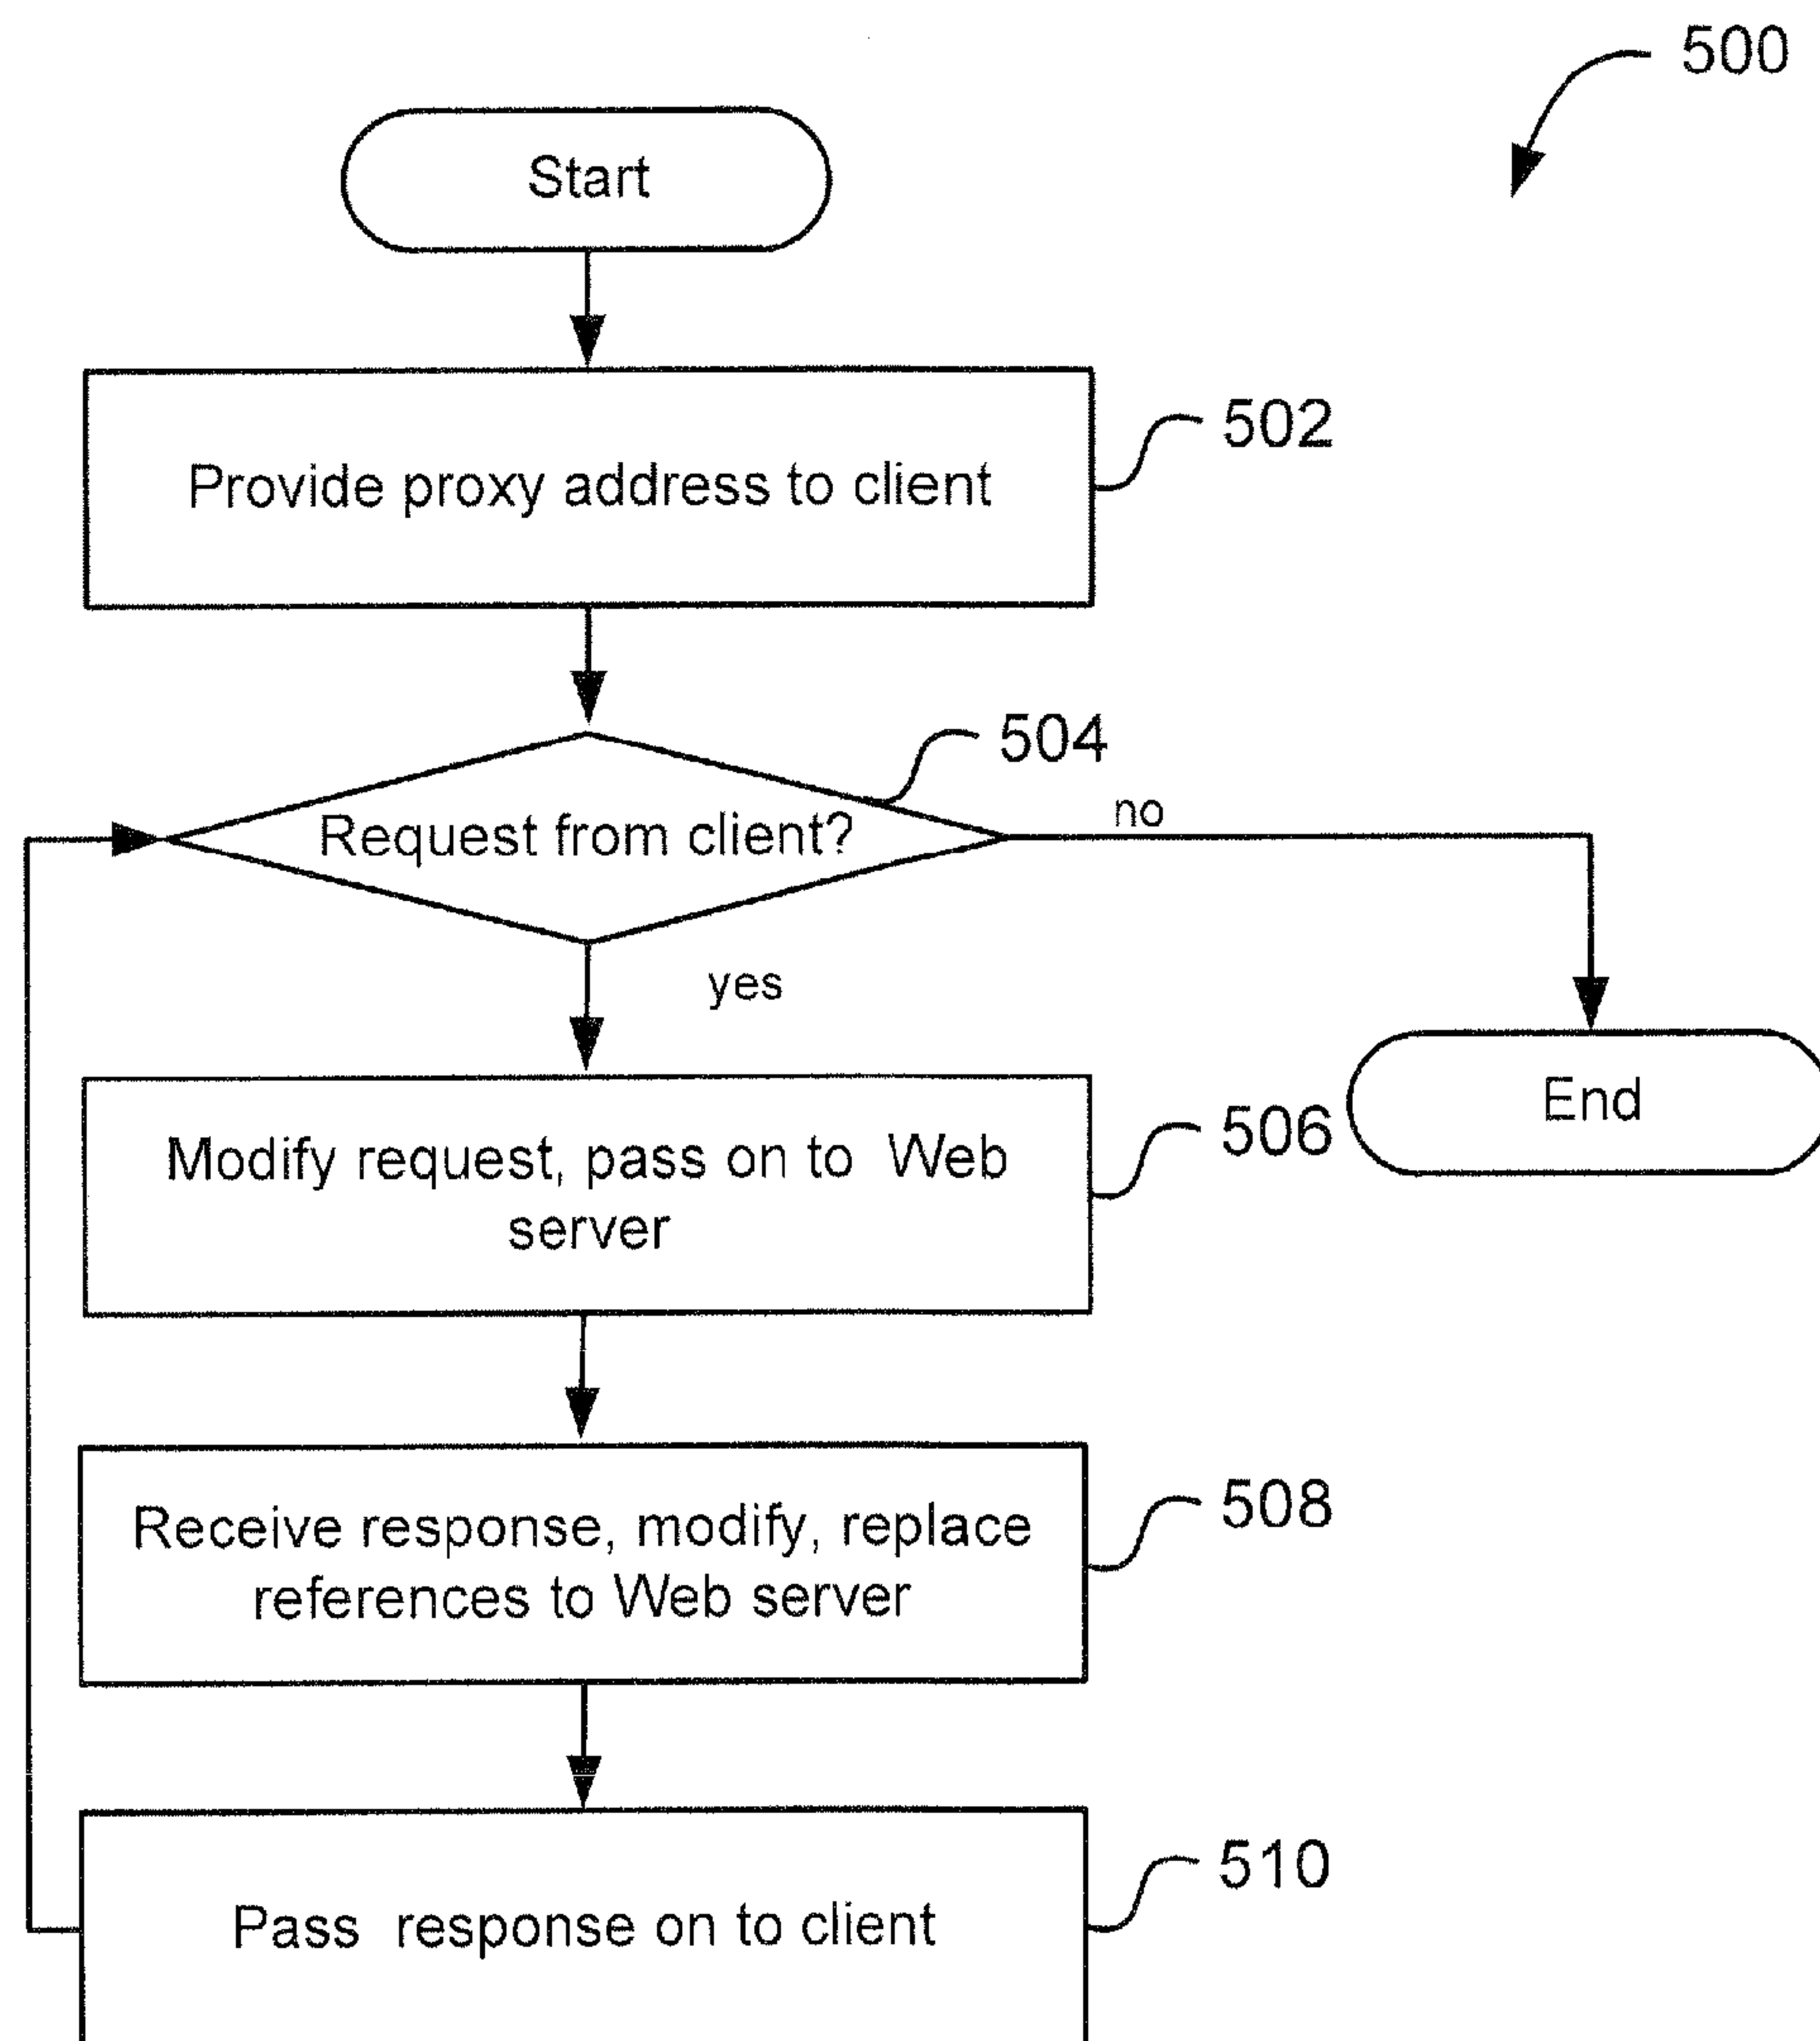 500
Start
Provide proxy address to client
502
504
Request from client?
no
yes
Modify request, pass on to Web
server
506
End
Receive response, modify, replace
references to Web server
508
Pass response on to client
510